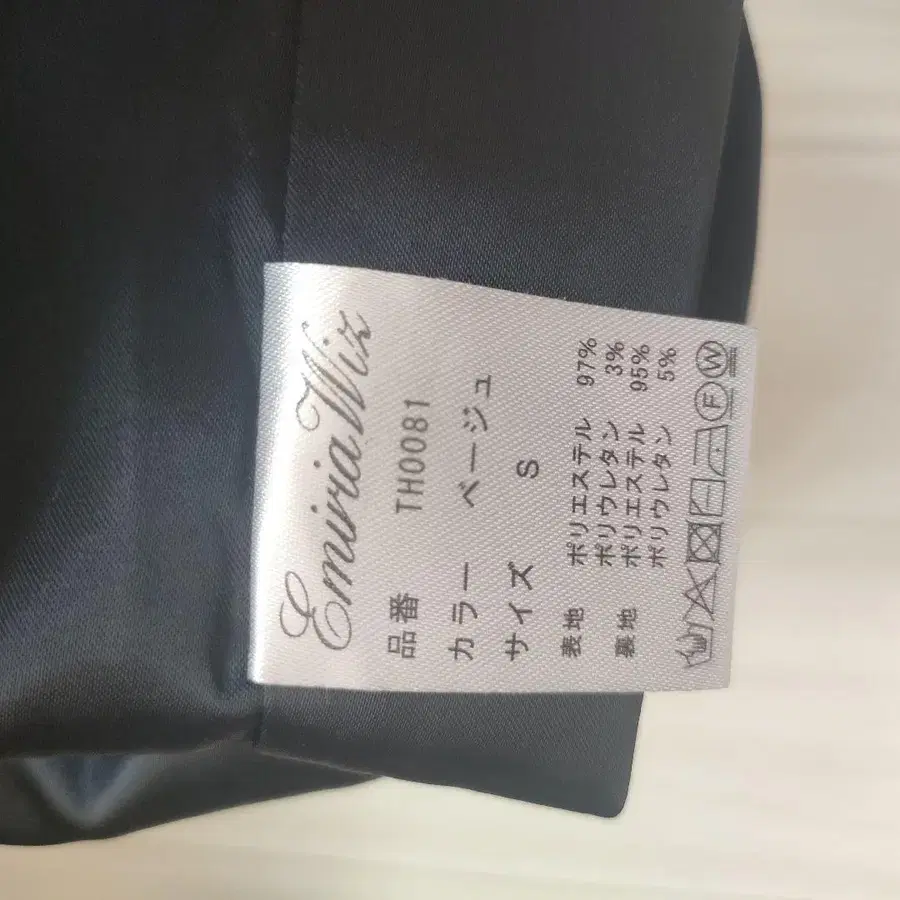 Emiria Wiz
品番 TH0081
カラー ベージュ
サイズ S
表地 ポリエステル 97%
ポリウレタン 3%
裏地 ポリエステル 95%
ポリウレタン 5%
F W